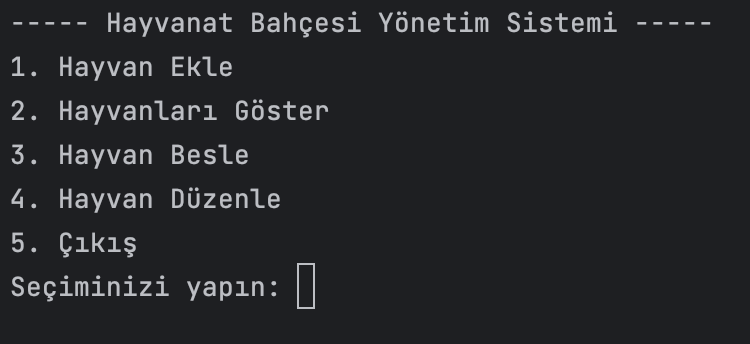 ----- Hayvanat Bahçesi Yönetim Sistemi -----
1. Hayvan Ekle
2. Hayvanları Göster
3. Hayvan Besle
4. Hayvan Düzenle
5. Çıkış
Seçiminizi yapın: